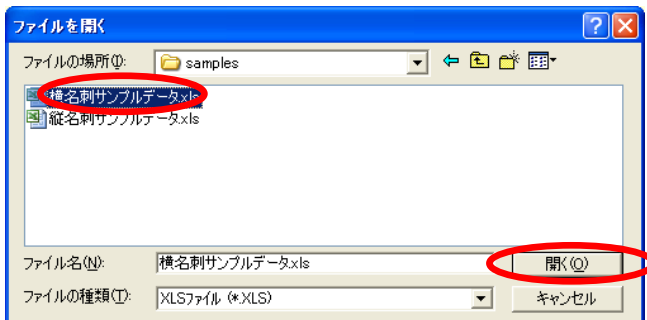 ファイルを開く
ファイルの場所(I): samples
横名刺サンプルデータ.xls
縦名刺サンプルデータ.xls
ファイル名(N): 横名刺サンプルデータ.xls 開く(O)
ファイルの種類(T): XLSファイル (*.XLS) キャンセル